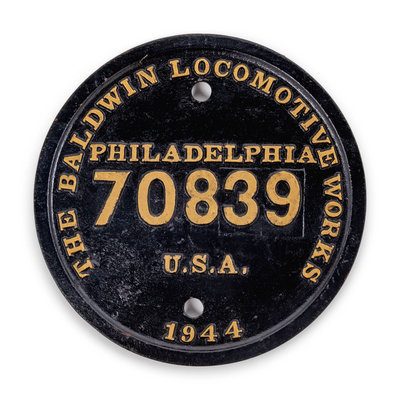 THE BALDWIN LOCOMOTIVE WORKS
PHILADELPHIA
70839
U.S.A.
1944